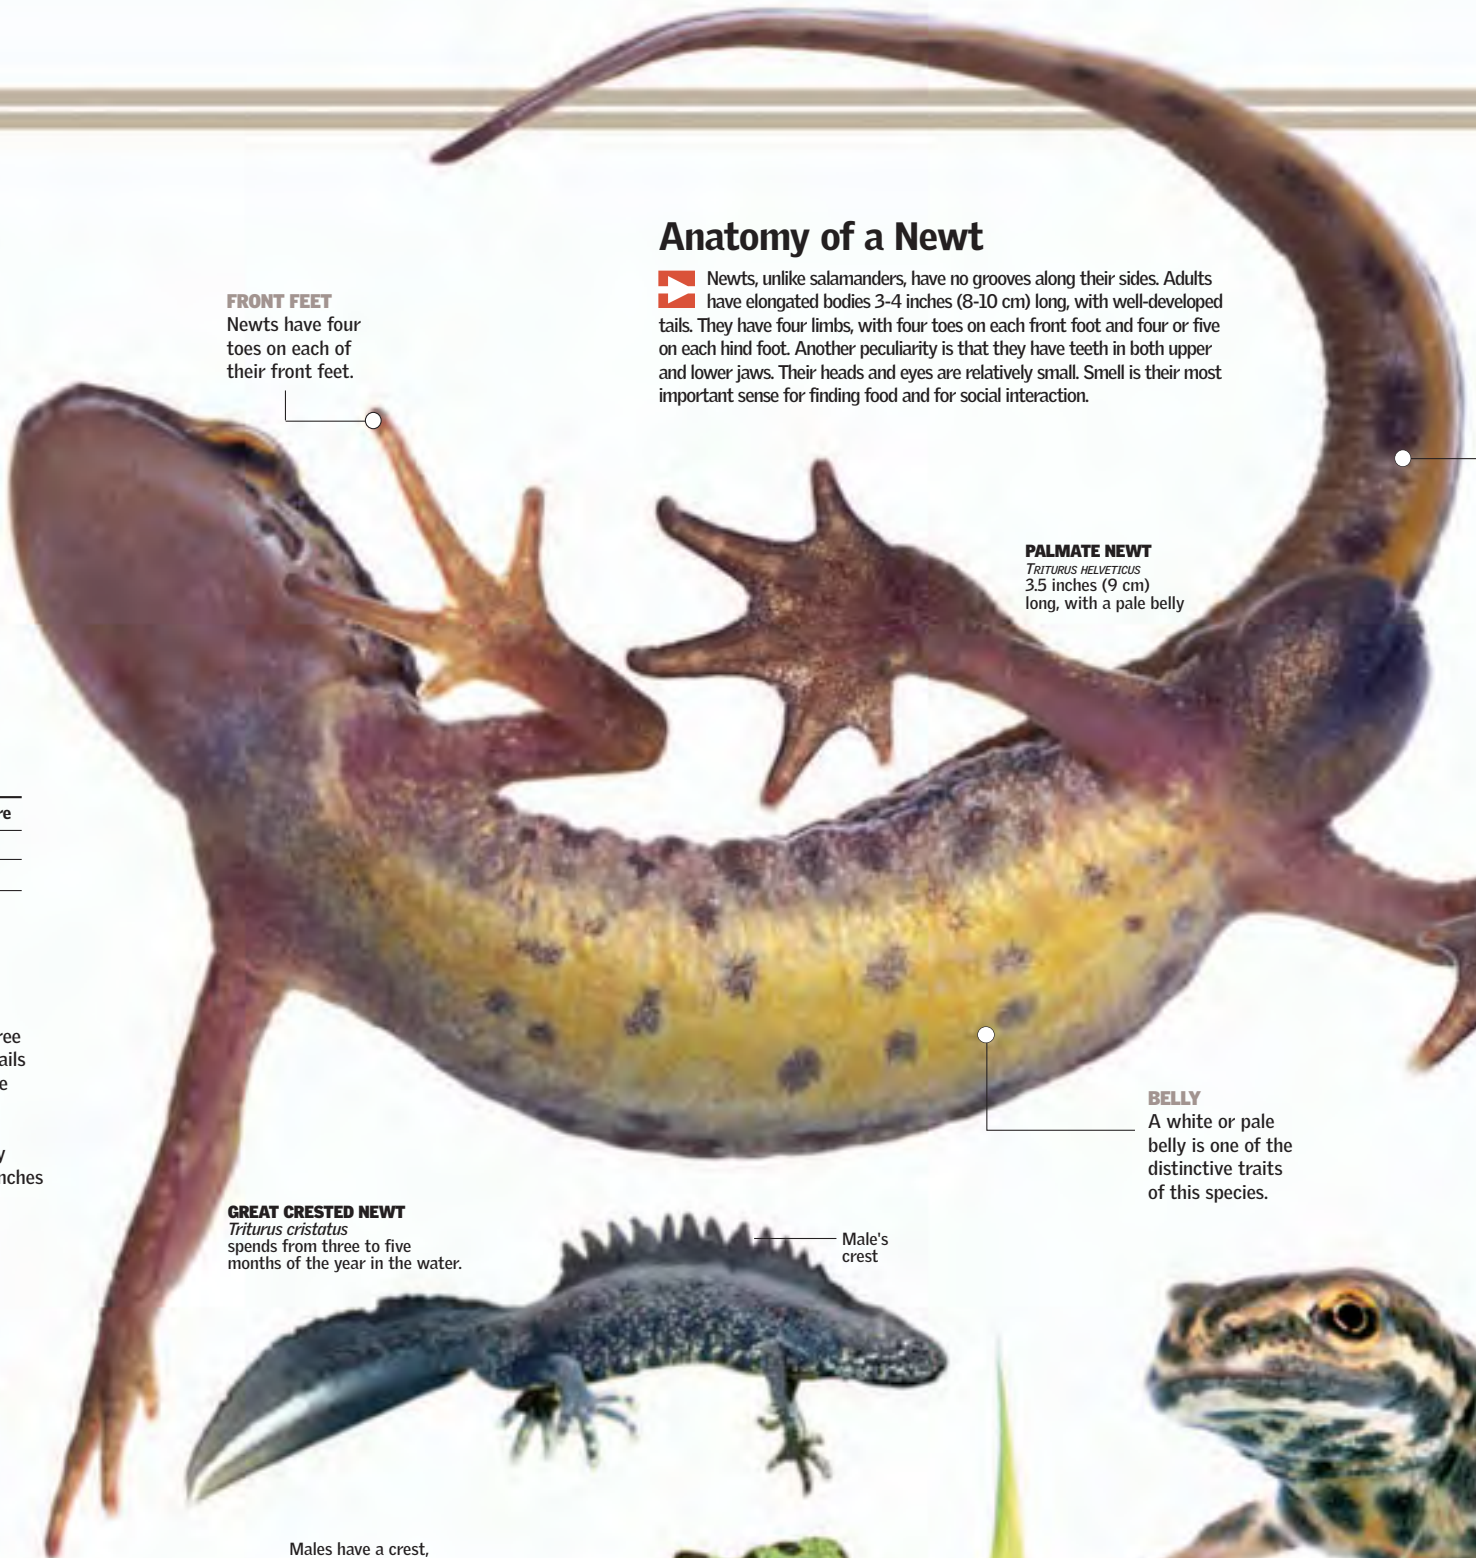 Anatomy of a Newt
Newts, unlike salamanders, have no grooves along their sides. Adults
have elongated bodies 3-4 inches (8-10 cm) long, with well-developed
tails. They have four limbs, with four toes on each front foot and four or five
on each hind foot. Another peculiarity is that they have teeth in both upper
and lower jaws. Their heads and eyes are relatively small. Smell is their most
important sense for finding food and for social interaction.
FRONT FEET
Newts have four
toes on each of
their front feet.
PALMATE NEWT
TRITURUS HELVETICUS
3.5 inches (9 cm)
long, with a pale belly
re
ree
ails
e
y
nches
BELLY
A white or pale
belly is one of the
distinctive traits
of this species.
GREAT CRESTED NEWT
Triturus cristatus
spends from three to five
months of the year in the water.
Male's
crest
Males have a crest,